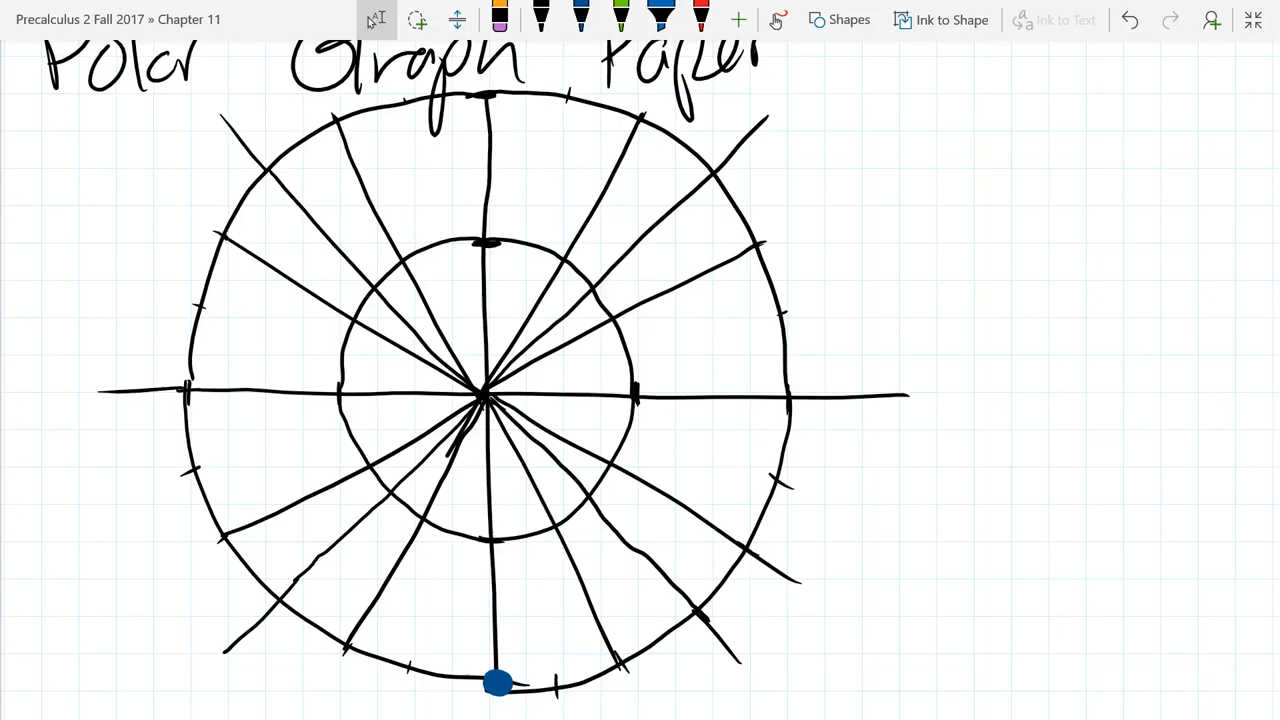 Precalculus 2 Fall 2017 » Chapter 11
Shapes
Ink to Shape
Ink to Text
Polar Graph Paper